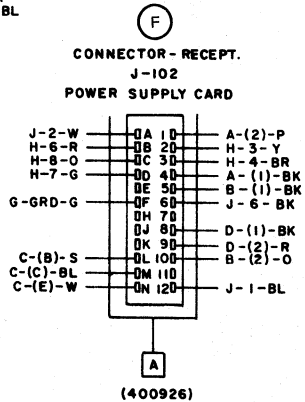 BL
F
CONNECTOR-RECEPT.
J-102
POWER SUPPLY CARD
J-2-W A 1 A-(2)-P
H-6-R B 2 H-3-Y
H-8-O C 3 H-4-BR
H-7-G D 4 A-(1)-BK
E 5 B-(1)-BK
G-GRD-G F 6 J-6-BK
H 7
J 8 D-(1)-BK
K 9 D-(2)-R
C-(B)-S L 10 B-(2)-O
C-(C)-BL M 11
C-(E)-W N 12 J-1-BL
A
(400926)